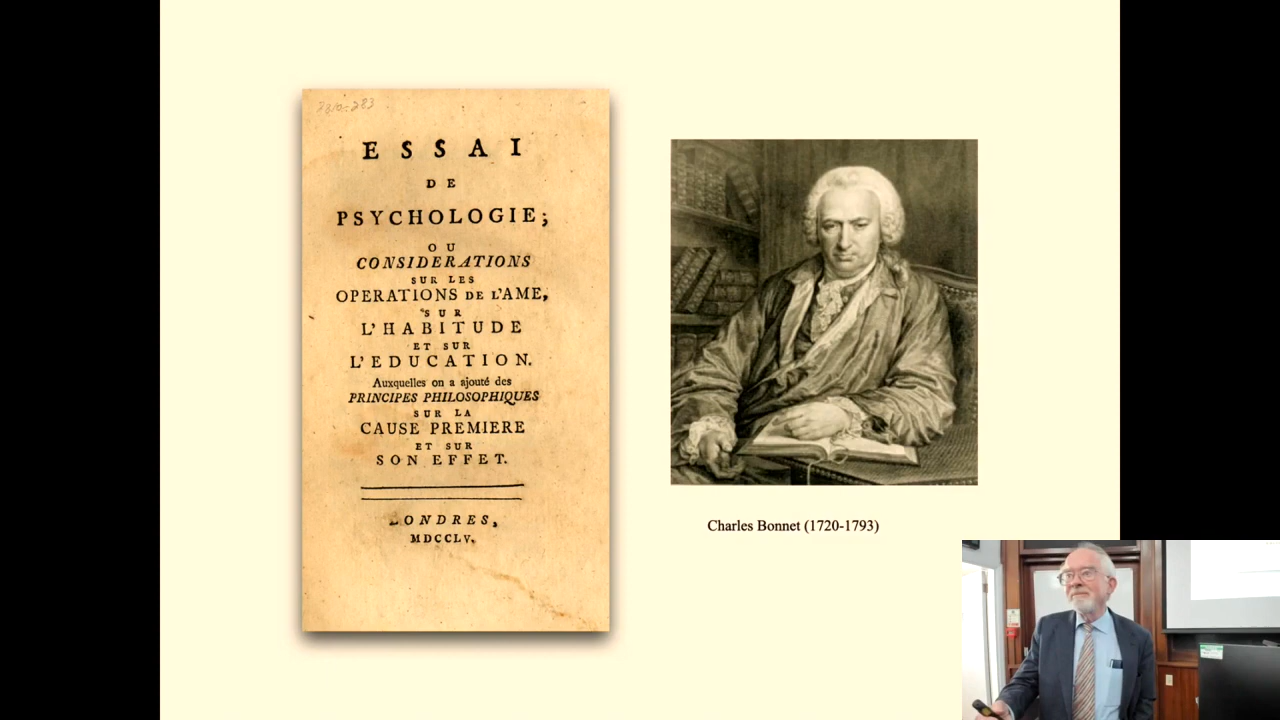 ESSAI
DE
PSYCHOLOGIE;
OU
CONSIDERATIONS
SUR LES
OPERATIONS DE L'AME,
SUR
L'HABITUDE
ET SUR
L'EDUCATION.
Auxquelles on a ajouté des
PRINCIPES PHILOSOPHIQUES
SUR LA
CAUSE PREMIERE
ET SUR
SON EFFET.
LONDRES,
MDCCLV.
Charles Bonnet (1720-1793)